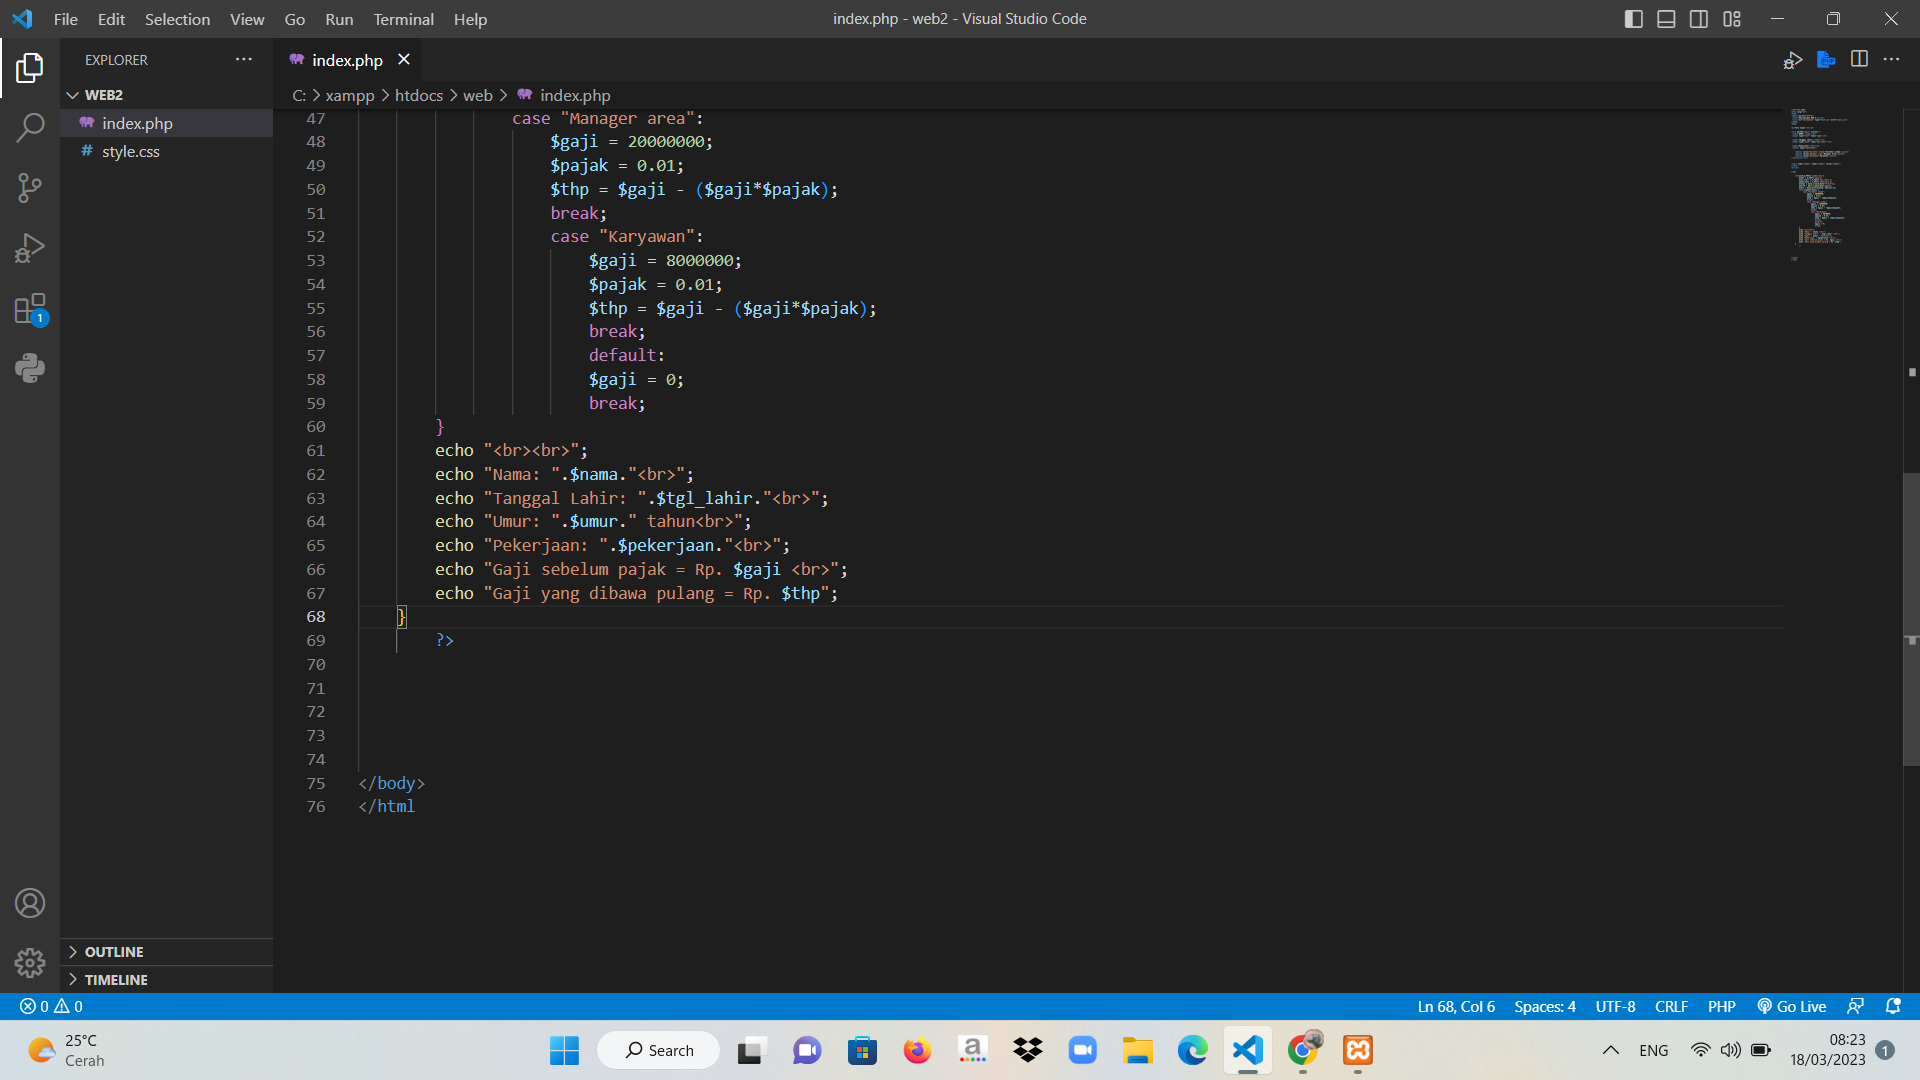 File Edit Selection View Go Run Terminal Help
index.php - web2 - Visual Studio Code
EXPLORER
WEB2
index.php
style.css
OUTLINE
TIMELINE
index.php
C: > xampp > htdocs > web > index.php
47 case "Manager area":
48 $gaji = 20000000;
49 $pajak = 0.01;
50 $thp = $gaji - ($gaji*$pajak);
51 break;
52 case "Karyawan":
53 $gaji = 8000000;
54 $pajak = 0.01;
55 $thp = $gaji - ($gaji*$pajak);
56 break;
57 default:
58 $gaji = 0;
59 break;
60 }
61 echo "<br><br>";
62 echo "Nama: ".$nama."<br>";
63 echo "Tanggal Lahir: ".$tgl_lahir."<br>";
64 echo "Umur: ".$umur." tahun<br>";
65 echo "Pekerjaan: ".$pekerjaan."<br>";
66 echo "Gaji sebelum pajak = Rp. $gaji <br>";
67 echo "Gaji yang dibawa pulang = Rp. $thp";
68 }
69 ?>
70
71
72
73
74
75 </body>
76 </html
1
0 0
Ln 68, Col 6 Spaces: 4 UTF-8 CRLF PHP Go Live
25°C
Cerah
Search
ENG
08:23
18/03/2023
1